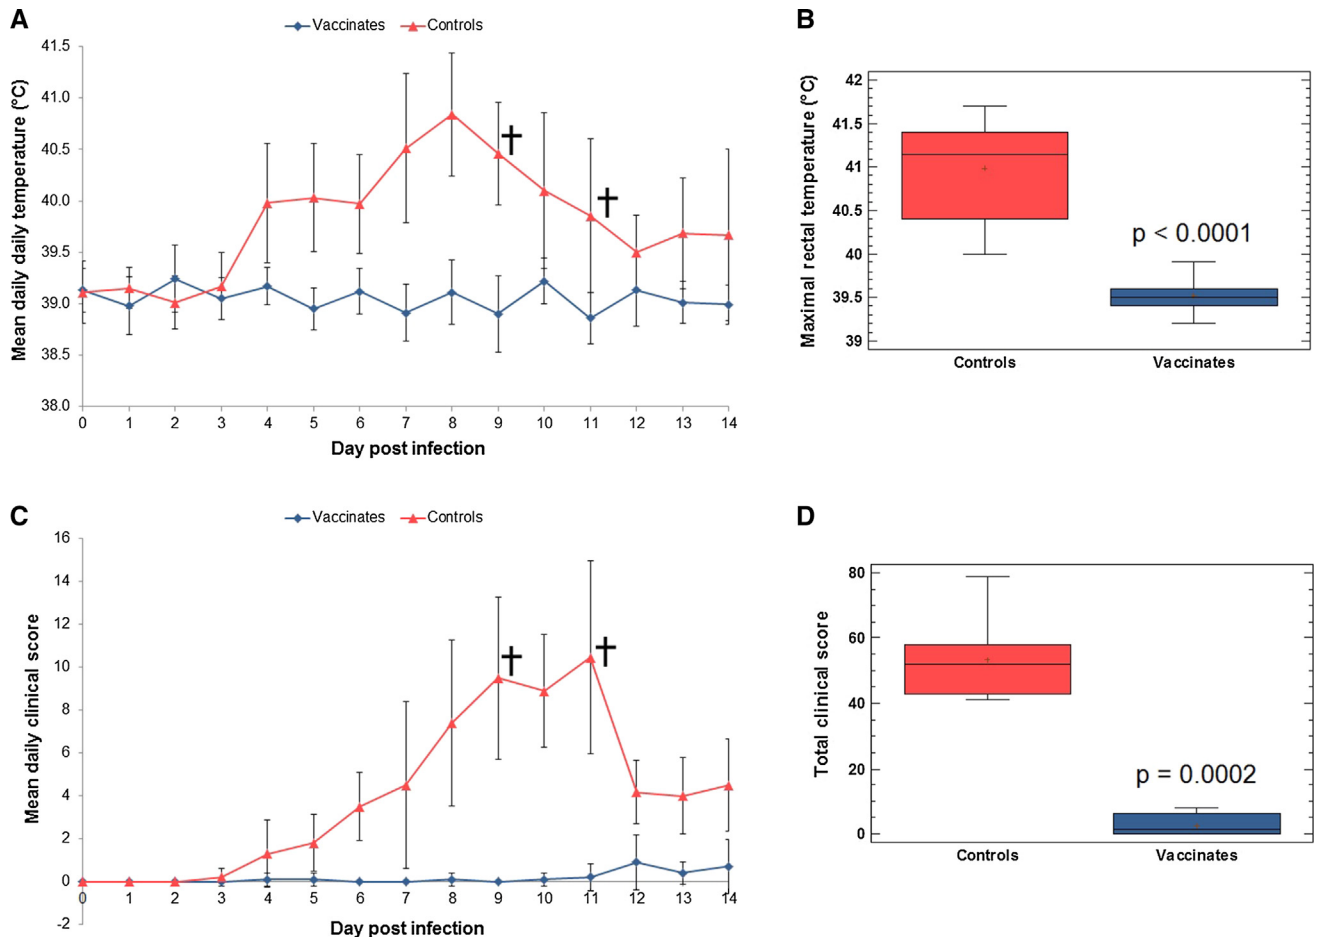 A
Vaccinates Controls
Mean daily daily temperature (°C)
41.5
41.0
40.5
40.0
39.5
39.0
38.5
38.0
0 1 2 3 4 5 6 7 8 9 10 11 12 13 14
Day post infection
B
Maximal rectal temperature (°C)
42
41.5
41
40.5
40
39.5
39
p < 0.0001
Controls Vaccinates
C
Vaccinates Controls
Mean daily clinical score
16
14
12
10
8
6
4
2
0
-2
0 1 2 3 4 5 6 7 8 9 10 11 12 13 14
Day post infection
D
Total clinical score
80
60
40
20
0
p = 0.0002
Controls Vaccinates